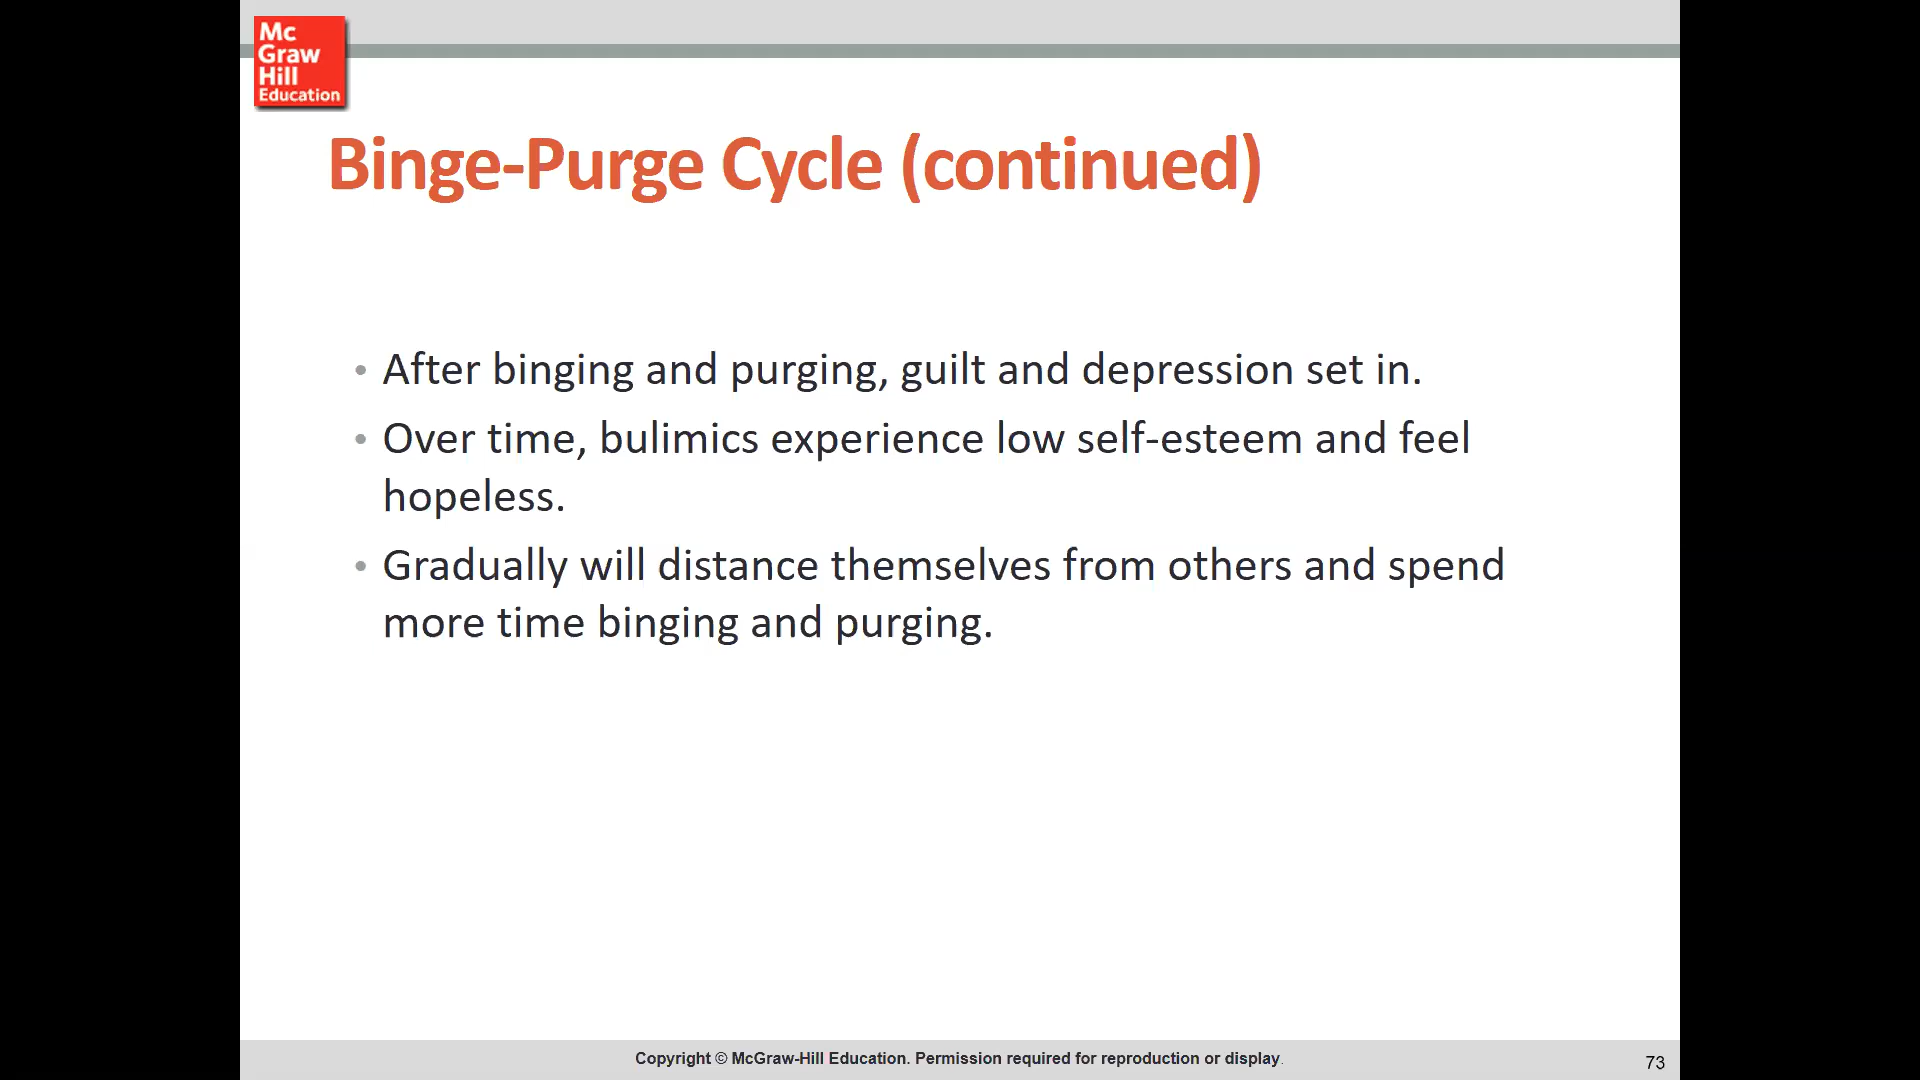 Mc
Graw
Hill
Education
Binge-Purge Cycle (continued)
• After binging and purging, guilt and depression set in.
• Over time, bulimics experience low self-esteem and feel
hopeless.
• Gradually will distance themselves from others and spend
more time binging and purging.
Copyright © McGraw-Hill Education. Permission required for reproduction or display.
73